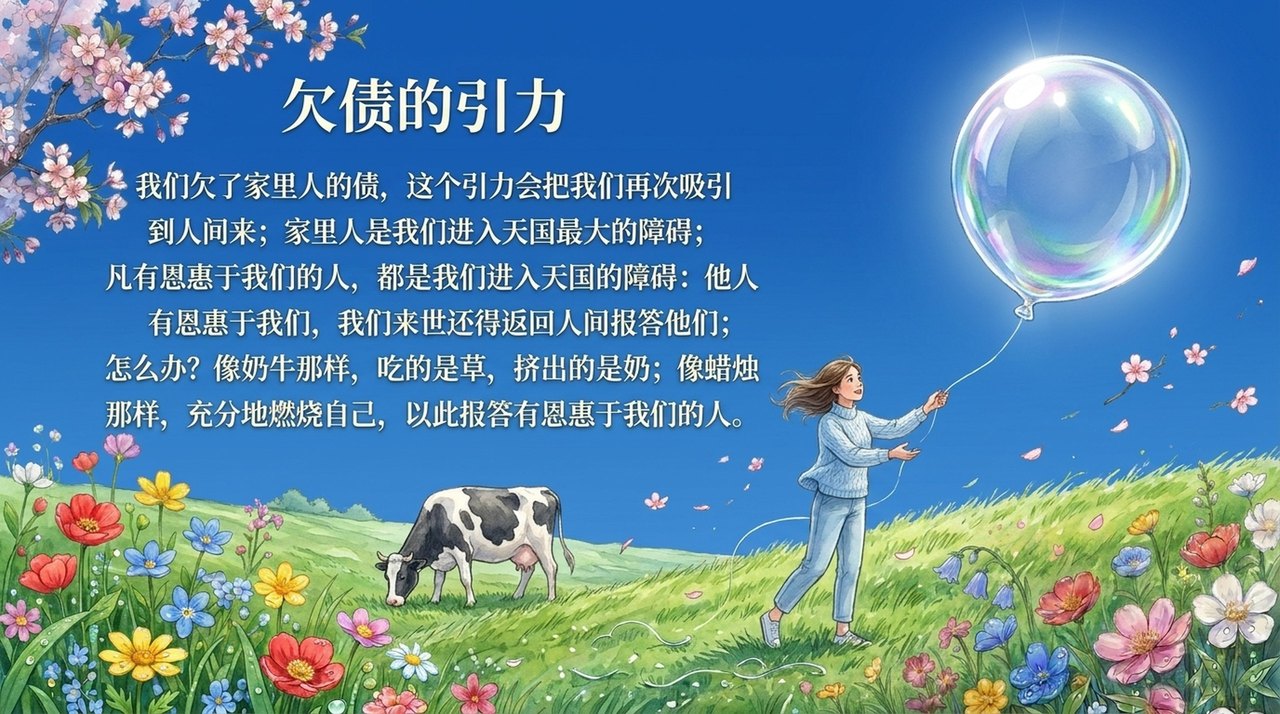 欠债的引力
我们欠了家里人的债，这个引力会把我们再次吸引
到人间来；家里人是我们进入天国最大的障碍；
凡有恩惠于我们的人，都是我们进入天国的障碍：他人
有恩惠于我们，我们来世还得返回人间报答他们；
怎么办？像奶牛那样，吃的是草，挤出的是奶；像蜡烛
那样，充分地燃烧自己，以此报答有恩惠于我们的人。